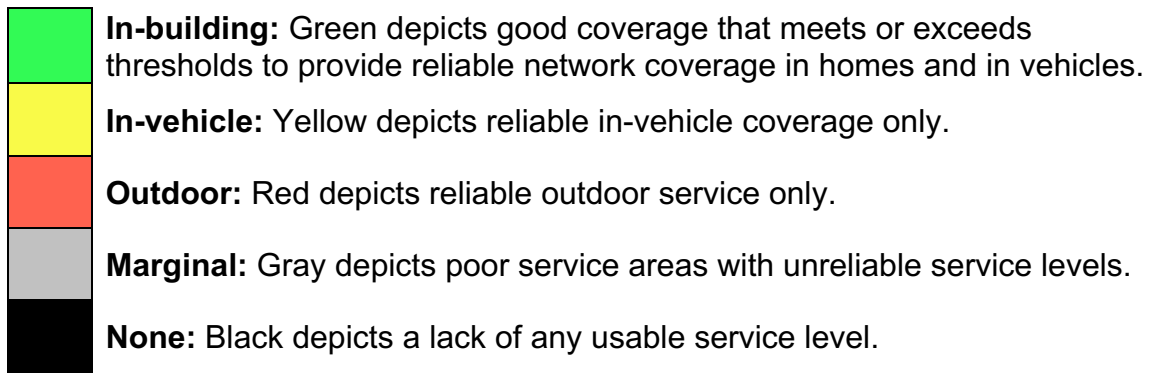 In-building: Green depicts good coverage that meets or exceeds
thresholds to provide reliable network coverage in homes and in vehicles.
In-vehicle: Yellow depicts reliable in-vehicle coverage only.
Outdoor: Red depicts reliable outdoor service only.
Marginal: Gray depicts poor service areas with unreliable service levels.
None: Black depicts a lack of any usable service level.